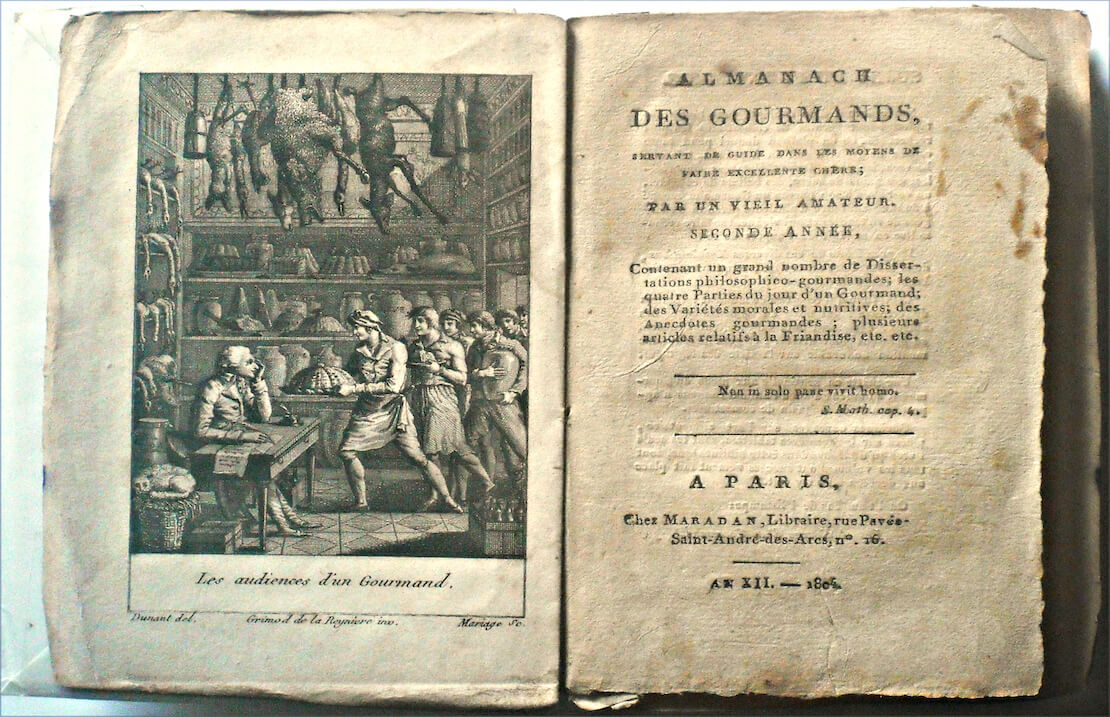 Les audiences d'un Gourmand.
Dunant del. Grimod de la Reyniere inv. Mariage Sc.
ALMANACH
DES GOURMANDS,
SERVANT DE GUIDE DANS LES MOYENS DE
FAIRE EXCELLENTE CHERE;
PAR UN VIEIL AMATEUR.
SECONDE ANNÉE,
Contenant un grand nombre de Disser-
tations philosophico-gourmandes; les
quatre Parties du jour d'un Gourmand;
des Variétés morales et nutritives; des
Anecdotes gourmandes; plusieurs
articles relatifs à la Friandise, etc. etc.
Non in solo pane vivit homo.
S. Math. cap. 4.
A PARIS,
Chez MARADAN, Libraire, rue Pavée-
Saint-André-des-Arcs, nº. 16.
AN XII. — 1804.